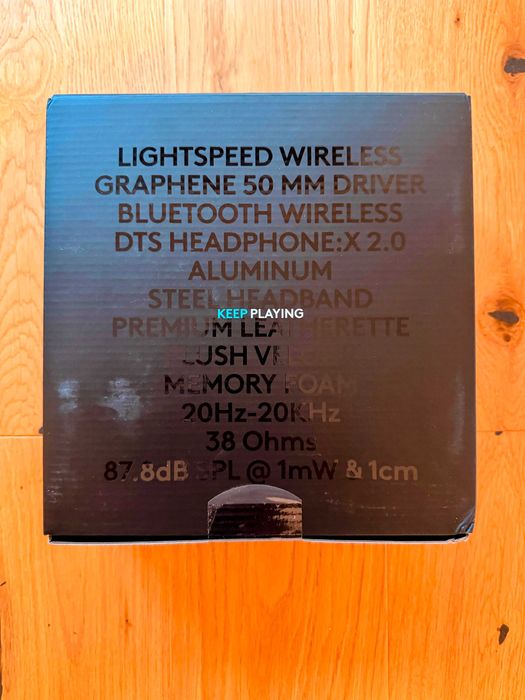 LIGHTSPEED WIRELESS
GRAPHENE 50 MM DRIVER
BLUETOOTH WIRELESS
DTS HEADPHONE:X 2.0
ALUMINUM
STEEL HEADBAND
KEEP PLAYING
PREMIUM LEATHERETTE
PLUSH
MEMORY FOAM
20Hz-20KHz
38 Ohms
87.8dB SPL @ 1mW & 1cm